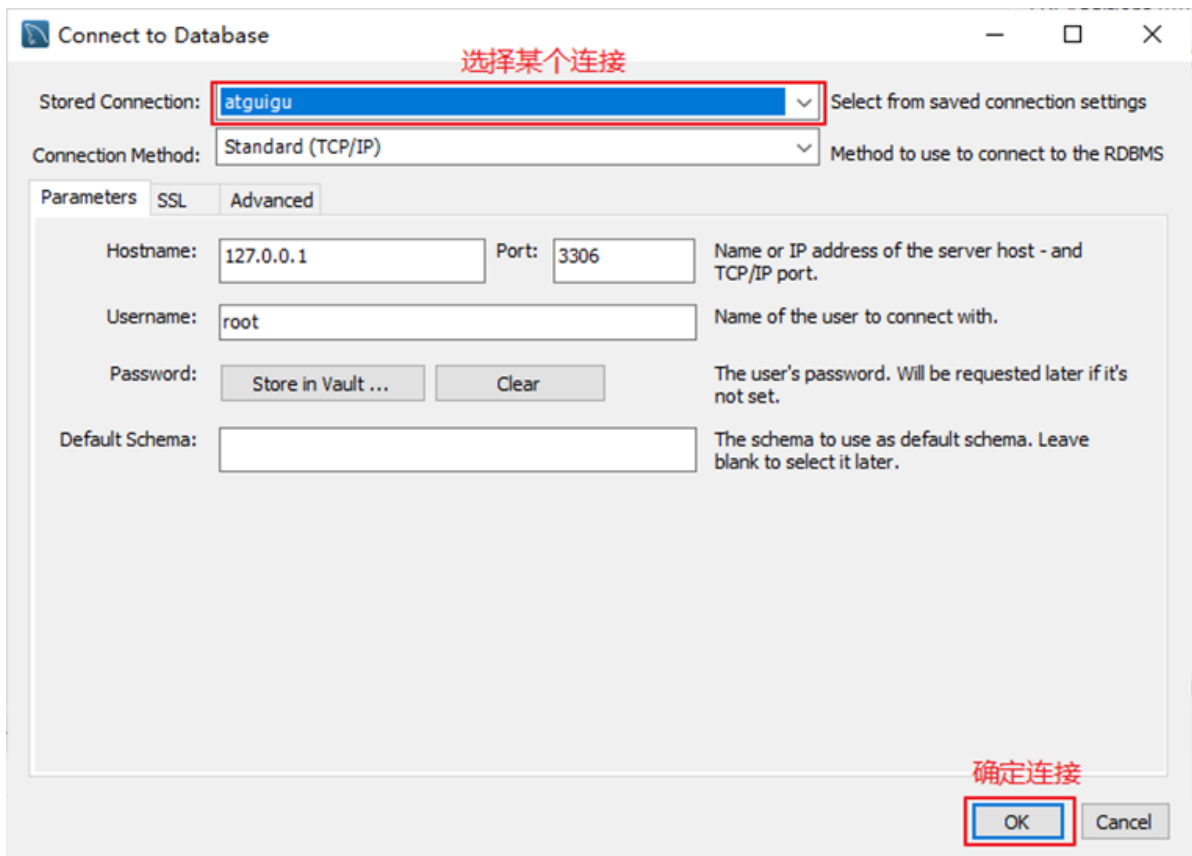 Connect to Database
选择某个连接
Stored Connection: atguigu Select from saved connection settings
Connection Method: Standard (TCP/IP) Method to use to connect to the RDBMS
Parameters SSL Advanced
Hostname: 127.0.0.1 Port: 3306 Name or IP address of the server host - and
TCP/IP port.
Username: root Name of the user to connect with.
Password: Store in Vault ... Clear The user's password. Will be requested later if it's
not set.
Default Schema: The schema to use as default schema. Leave
blank to select it later.
确定连接
OK Cancel